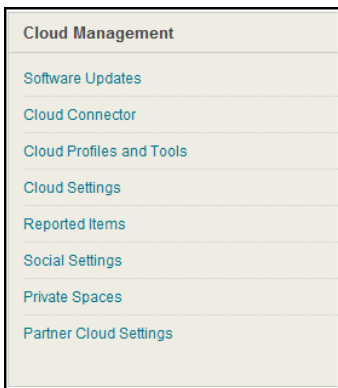 Cloud Management
Software Updates
Cloud Connector
Cloud Profiles and Tools
Cloud Settings
Reported Items
Social Settings
Private Spaces
Partner Cloud Settings